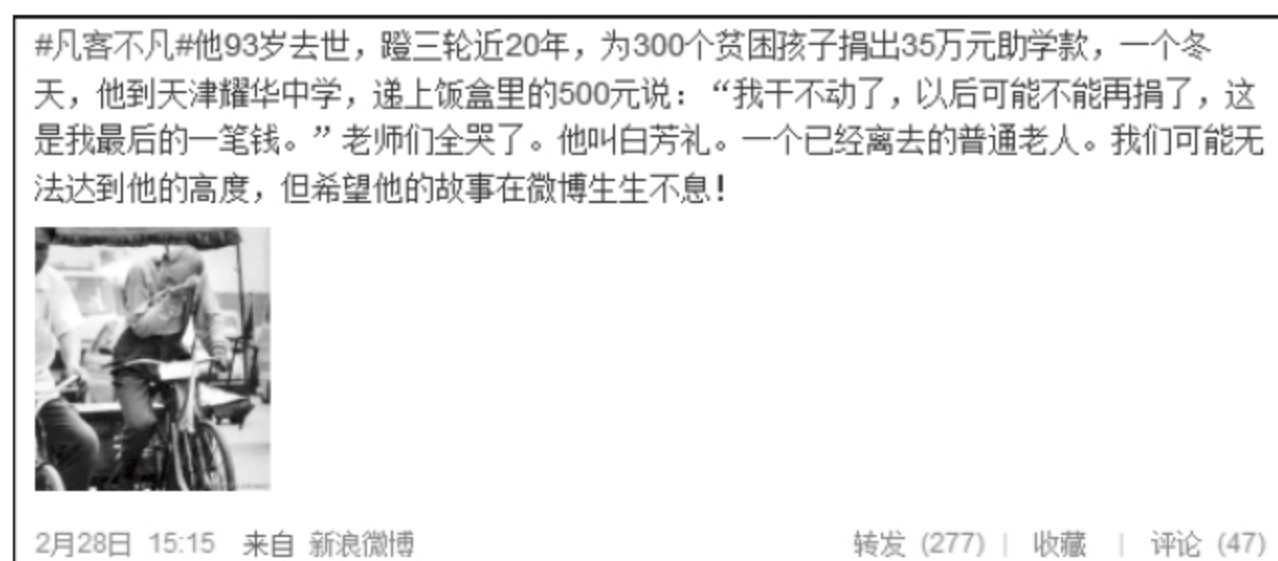 #凡客不凡#他93岁去世，蹬三轮近20年，为300个贫困孩子捐出35万元助学款，一个冬
天，他到天津耀华中学，递上饭盒里的500元说：“我干不动了，以后可能不能再捐了，这
是我最后的一笔钱。”老师们全哭了。他叫白芳礼。一个已经离去的普通老人。我们可能无
法达到他的高度，但希望他的故事在微博生生不息！
2月28日 15:15 来自 新浪微博 转发 (277) | 收藏 | 评论 (47)